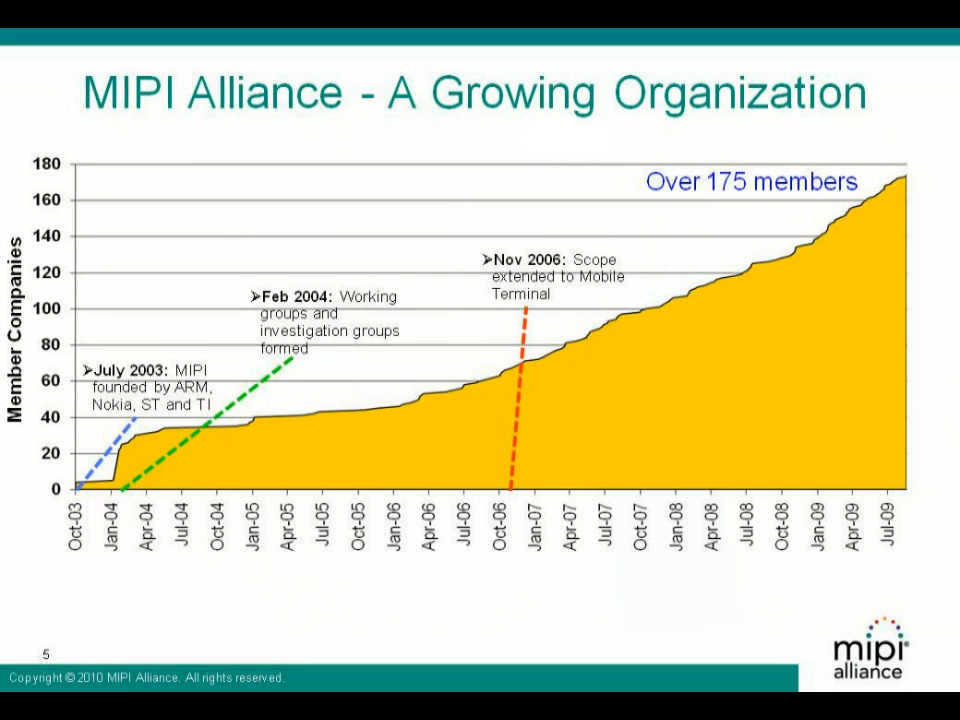 MIPI Alliance - A Growing Organization
180
160
140
120
100
80
60
40
20
0
Member Companies
Over 175 members
➢Nov 2006: Scope
extended to Mobile
Terminal
➢Feb 2004: Working
groups and
investigation groups
formed
➢July 2003: MIPI
founded by ARM,
Nokia, ST and TI
Oct-03
Jan-04
Apr-04
Jul-04
Oct-04
Jan-05
Apr-05
Jul-05
Oct-05
Jan-06
Apr-06
Jul-06
Oct-06
Jan-07
Apr-07
Jul-07
Oct-07
Jan-08
Apr-08
Jul-08
Oct-08
Jan-09
Apr-09
Jul-09
5
Copyright © 2010 MIPI Alliance. All rights reserved.
mipi®
alliance